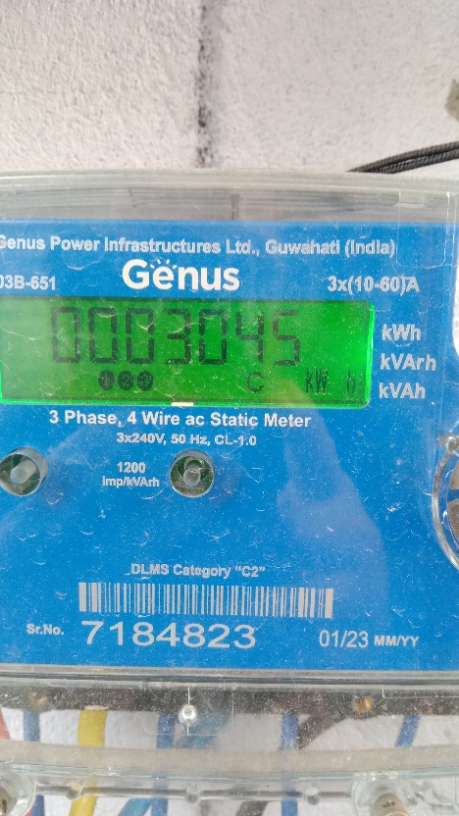 Genus Power Infrastructures Ltd., Guwahati (India)
03B-651
Genus
3x(10-60)A
0003045
kWh
kVArh
kVAh
C kW h
3 Phase, 4 Wire ac Static Meter
3x240V, 50 Hz, CL-1.0
1200
imp/kVArh
DLMS Category "C2"
Sr.No. 7184823 01/23 MM/YY